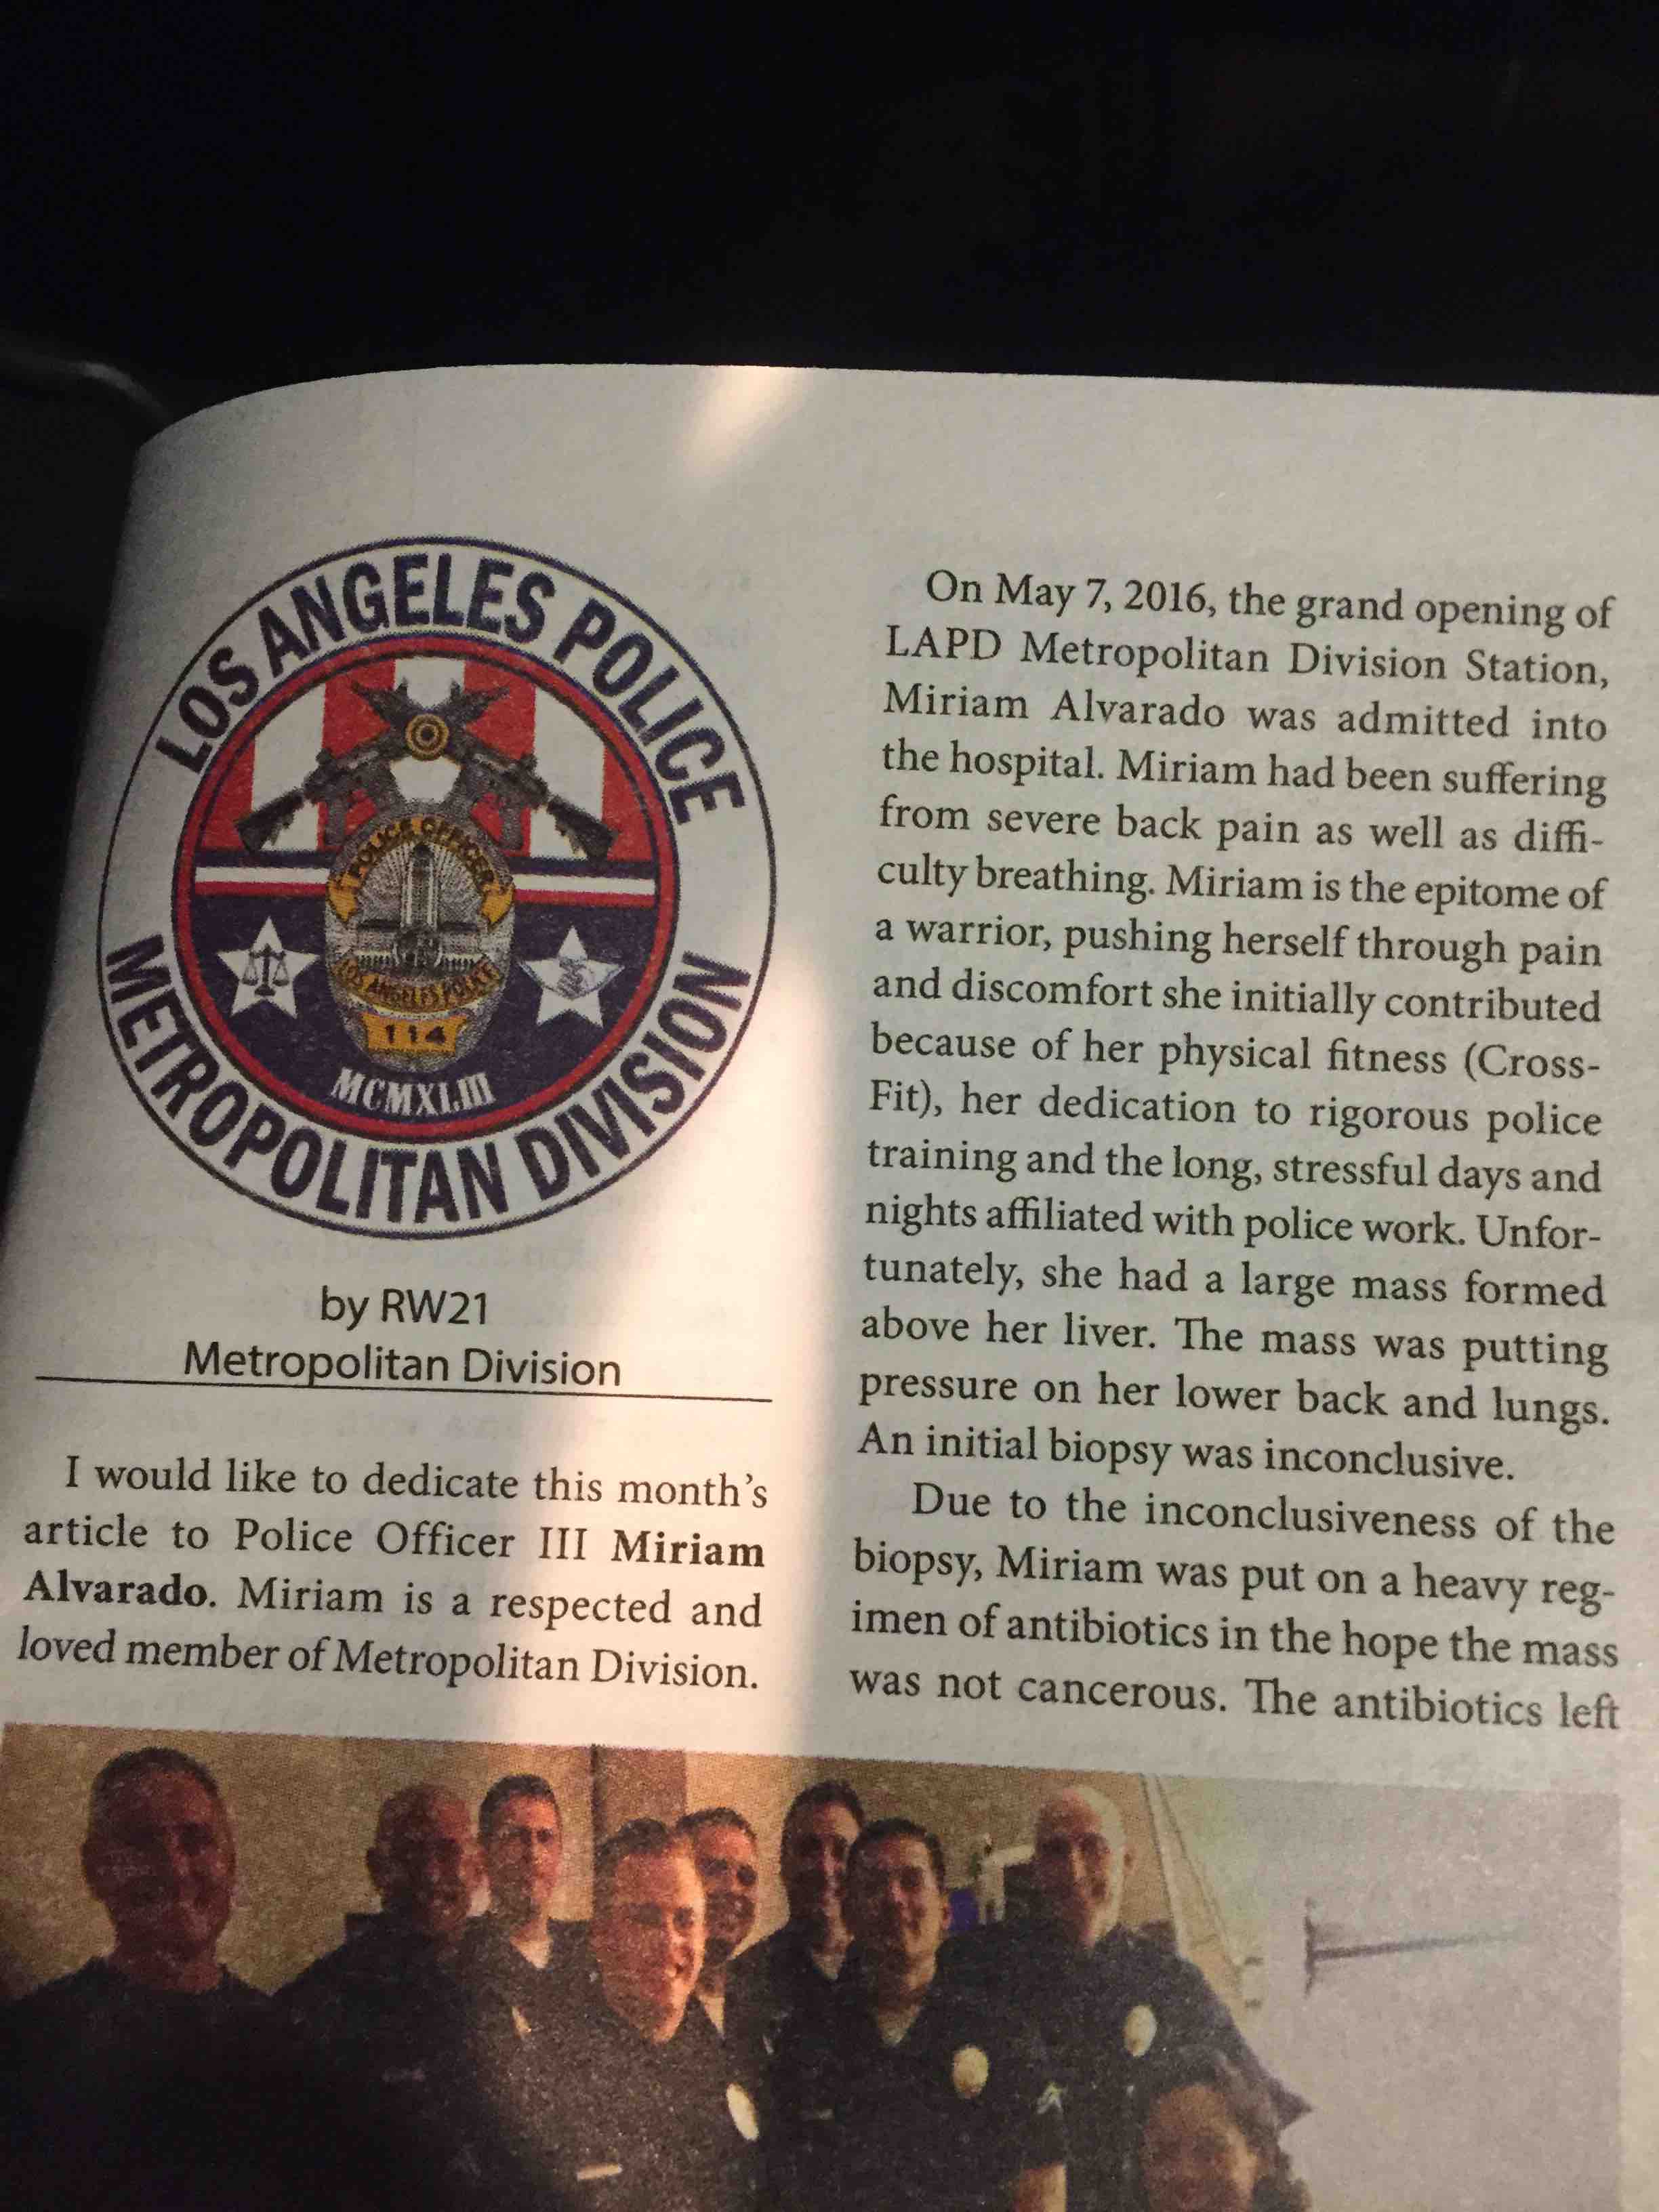 LOS ANGELES POLICE
POLICE OFFICER
LOS ANGELES POLICE
114
MCMXLIII
METROPOLITAN DIVISION
by RW21
Metropolitan Division
I would like to dedicate this month's
article to Police Officer III Miriam
Alvarado. Miriam is a respected and
loved member of Metropolitan Division.
On May 7, 2016, the grand opening of
LAPD Metropolitan Division Station,
Miriam Alvarado was admitted into
the hospital. Miriam had been suffering
from severe back pain as well as diffi-
culty breathing. Miriam is the epitome of
a warrior, pushing herself through pain
and discomfort she initially contributed
because of her physical fitness (Cross-
Fit), her dedication to rigorous police
training and the long, stressful days and
nights affiliated with police work. Unfor-
tunately, she had a large mass formed
above her liver. The mass was putting
pressure on her lower back and lungs.
An initial biopsy was inconclusive.
Due to the inconclusiveness of the
biopsy, Miriam was put on a heavy reg-
imen of antibiotics in the hope the mass
was not cancerous. The antibiotics left